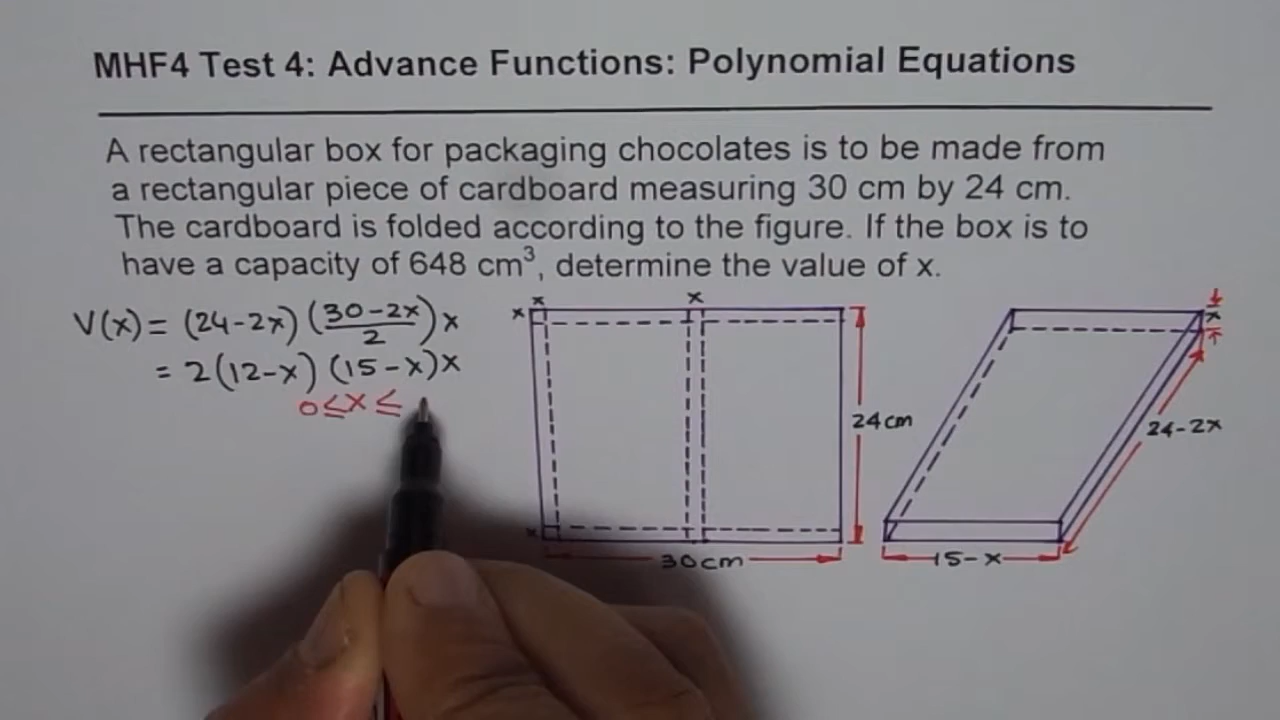 MHF4 Test 4: Advance Functions: Polynomial Equations
A rectangular box for packaging chocolates is to be made from
a rectangular piece of cardboard measuring 30 cm by 24 cm.
The cardboard is folded according to the figure. If the box is to
have a capacity of 648 cm³, determine the value of x.
V(x) = (24-2x) (30-2x/2) x
= 2(12-x) (15-x)x
0≤x≤
x
x
x
x
24cm
30cm
x
24-2x
15-x